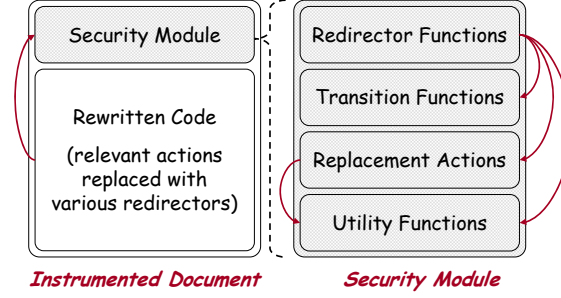 Security Module
Rewritten Code
(relevant actions
replaced with
various redirectors)
Instrumented Document
Redirector Functions
Transition Functions
Replacement Actions
Utility Functions
Security Module